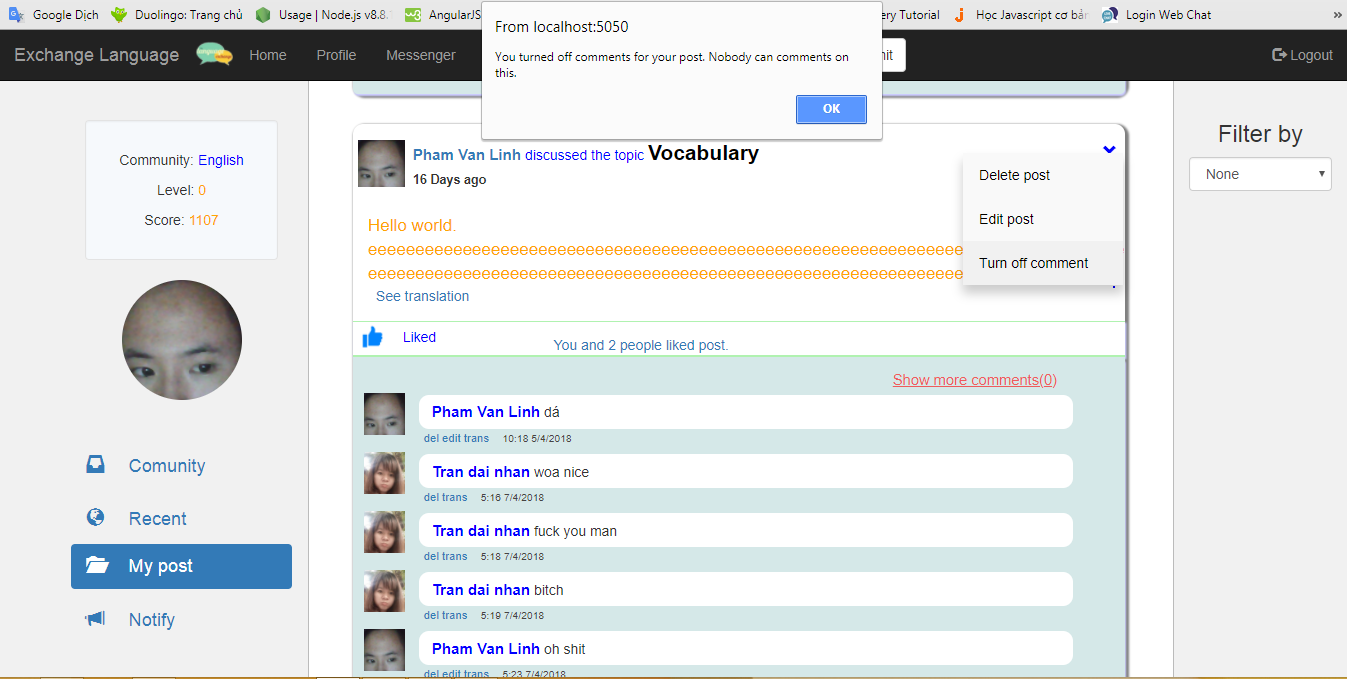 Google Dịch Duolingo: Trang chủ Usage | Node.js v8.8. AngularJS ery Tutorial Học Javascript cơ bản Login Web Chat »
From localhost:5050
You turned off comments for your post. Nobody can comments on
this.
OK
Exchange Language Home Profile Messenger Logout
Community: English
Level: 0
Score: 1107
Comunity
Recent
My post
Notify
Pham Van Linh discussed the topic Vocabulary
16 Days ago
Delete post
Edit post
Turn off comment
Hello world.
See translation
Liked You and 2 people liked post.
Show more comments(0)
Pham Van Linh dá
del edit trans 10:18 5/4/2018
Tran dai nhan woa nice
del trans 5:16 7/4/2018
Tran dai nhan fuck you man
del trans 5:18 7/4/2018
Tran dai nhan bitch
del trans 5:19 7/4/2018
Pham Van Linh oh shit
del edit trans 5:23 7/4/2018
Filter by
None